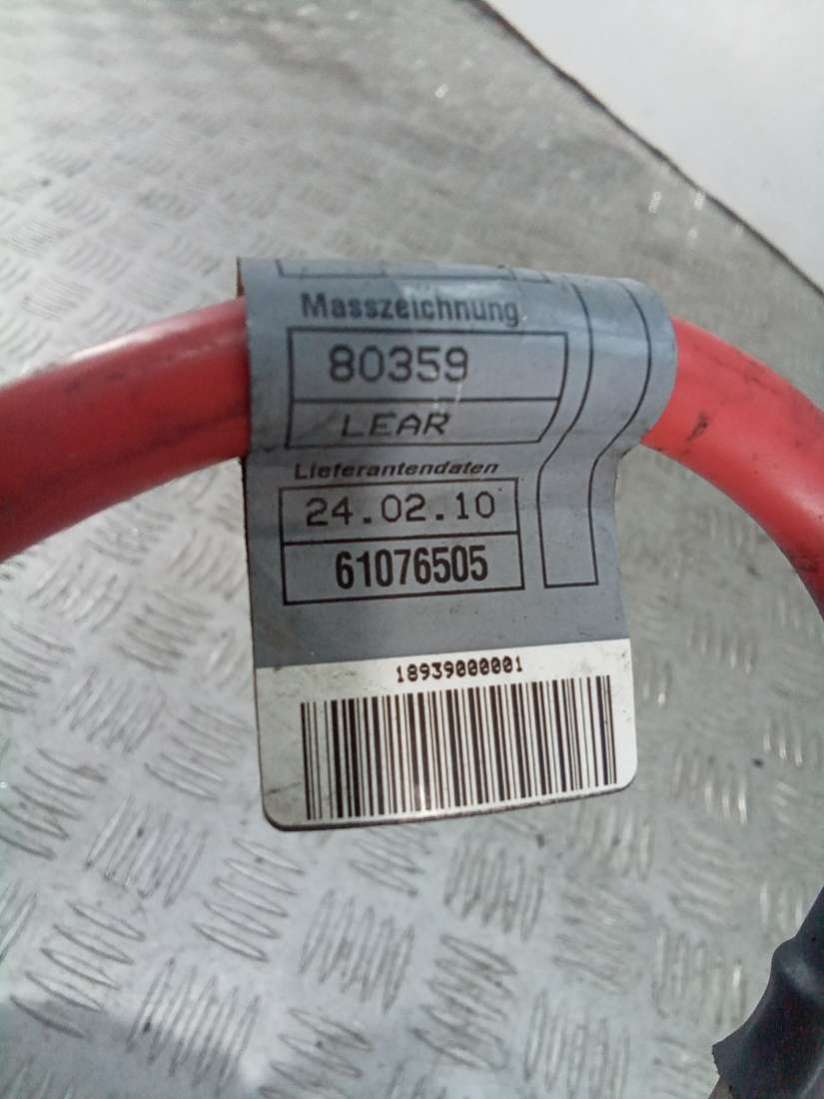 Masszeichnung
80359
LEAR
Lieferantendaten
24.02.10
61076505
18939000001